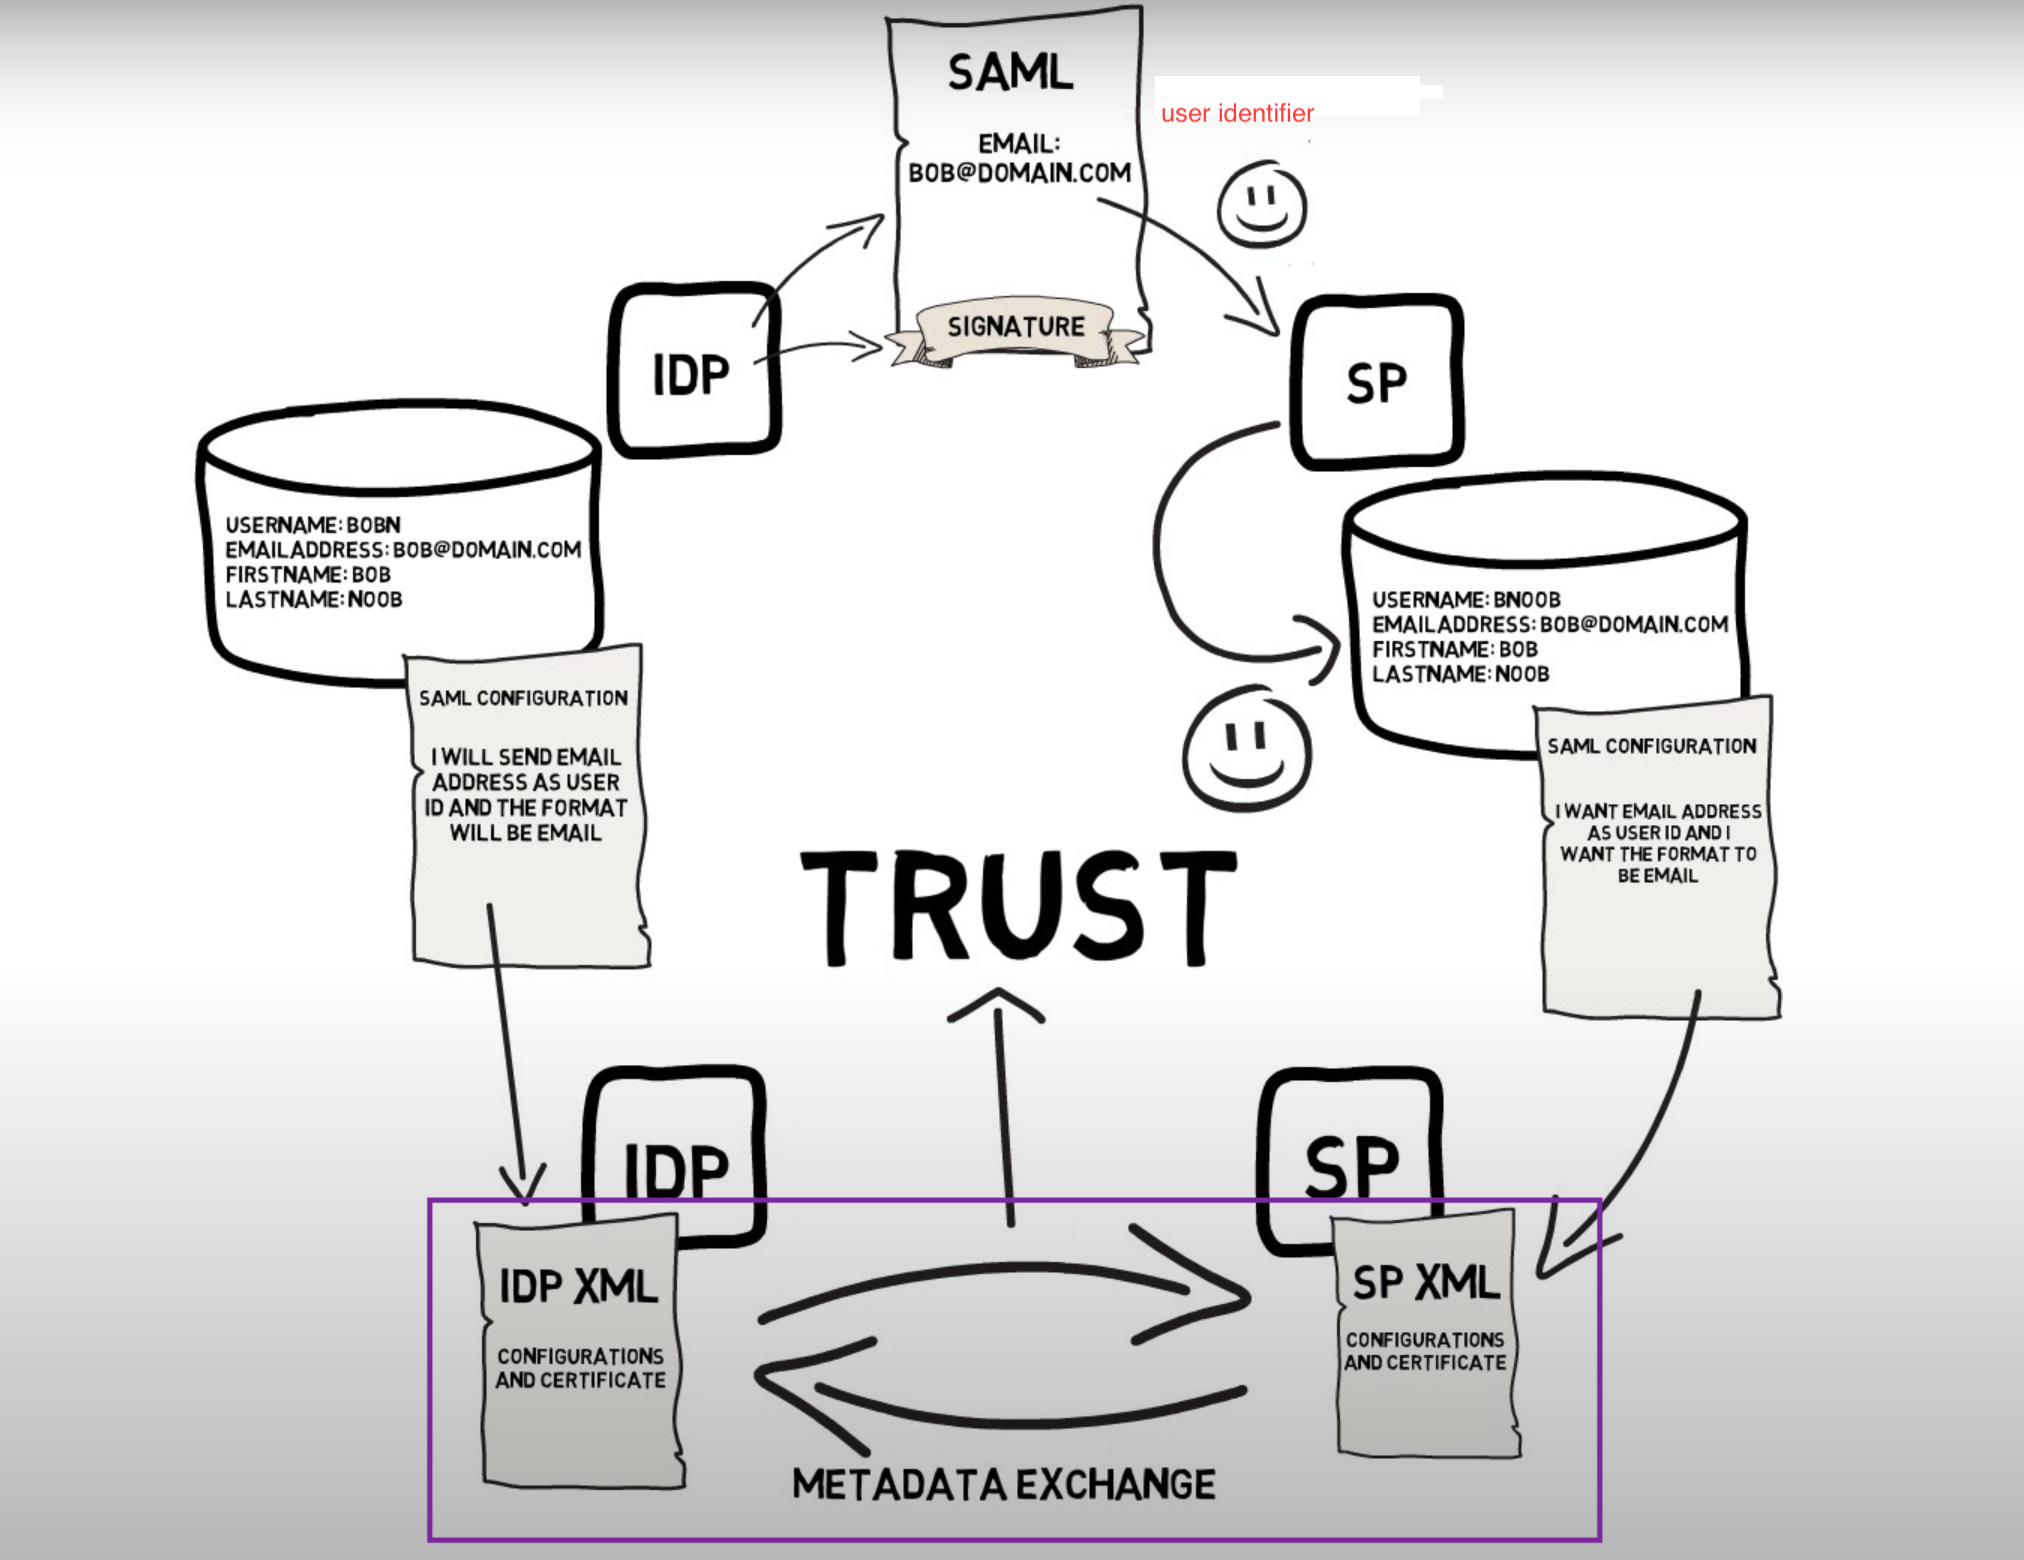 SAML
user identifier
EMAIL:
BOB@DOMAIN.COM
SIGNATURE
IDP
SP
USERNAME: BOBN
EMAILADDRESS: BOB@DOMAIN.COM
FIRSTNAME: BOB
LASTNAME: NOOB
USERNAME: BNOOB
EMAILADDRESS: BOB@DOMAIN.COM
FIRSTNAME: BOB
LASTNAME: NOOB
SAML CONFIGURATION
I WILL SEND EMAIL
ADDRESS AS USER
ID AND THE FORMAT
WILL BE EMAIL
SAML CONFIGURATION
I WANT EMAIL ADDRESS
AS USER ID AND I
WANT THE FORMAT TO
BE EMAIL
TRUST
IDP
SP
IDP XML
CONFIGURATIONS
AND CERTIFICATE
SP XML
CONFIGURATIONS
AND CERTIFICATE
METADATA EXCHANGE